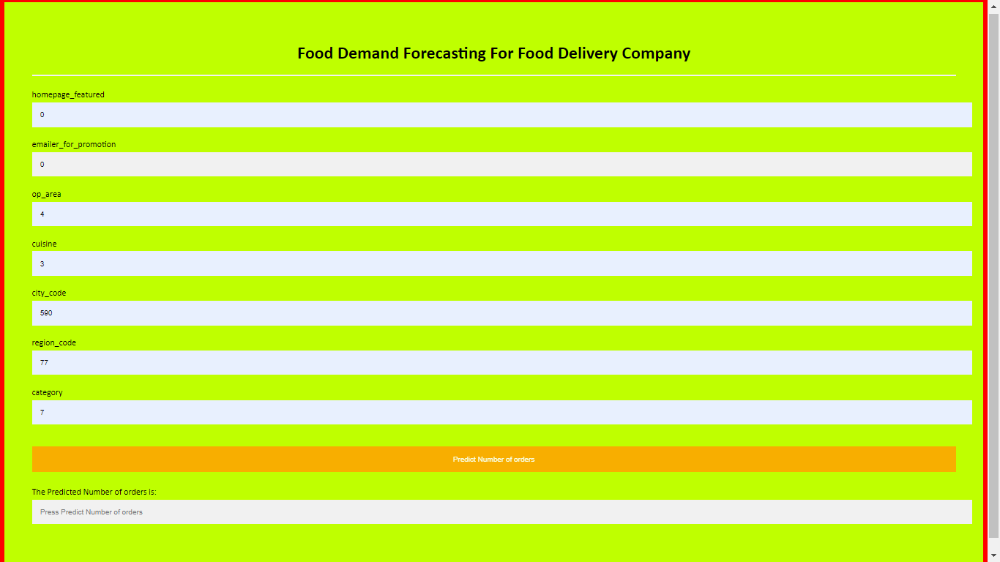 Food Demand Forecasting For Food Delivery Company
homepage_featured
0
emailer_for_promotion
0
op_area
4
cuisine
3
city_code
590
region_code
77
category
7
Predict Number of orders
The Predicted Number of orders is:
Press Predict Number of orders